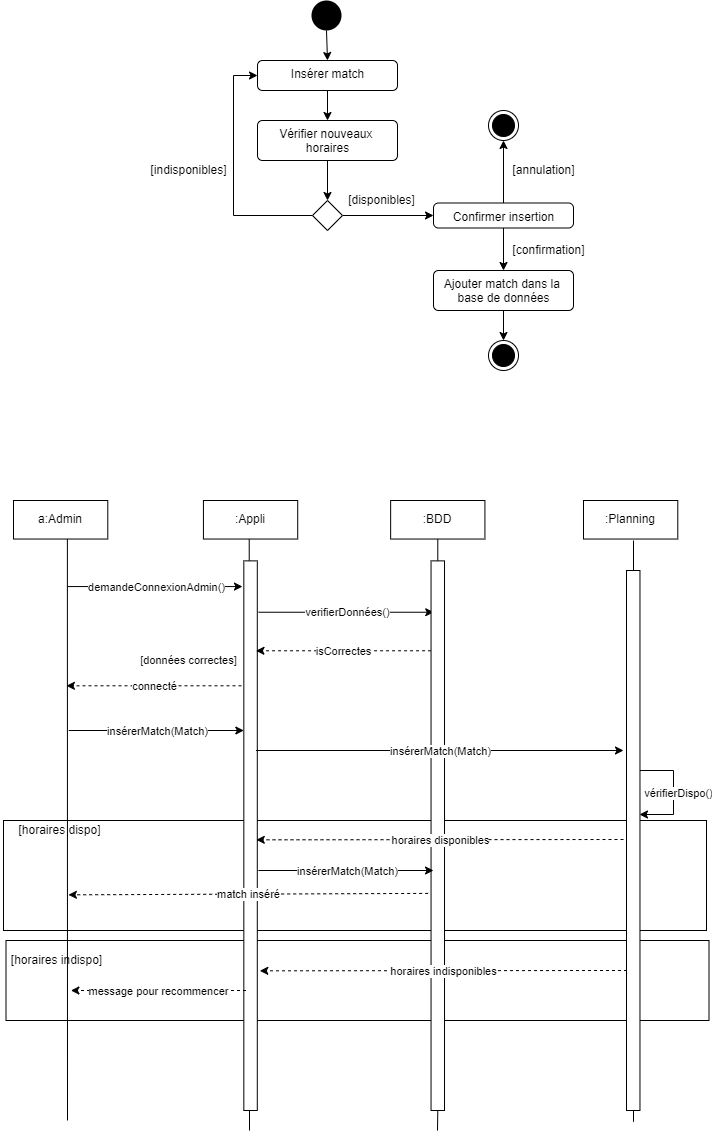 Insérer match
Vérifier nouveaux
horaires
[indisponibles]
[annulation]
[disponibles]
Confirmer insertion
[confirmation]
Ajouter match dans la
base de données
a:Admin
:Appli
:BDD
:Planning
demandeConnexionAdmin()
verifierDonnées()
isCorrectes
[données correctes]
connecté
insérerMatch(Match)
insérerMatch(Match)
vérifierDispo()
[horaires dispo]
horaires disponibles
insérerMatch(Match)
match inséré
[horaires indispo]
horaires indisponibles
message pour recommencer